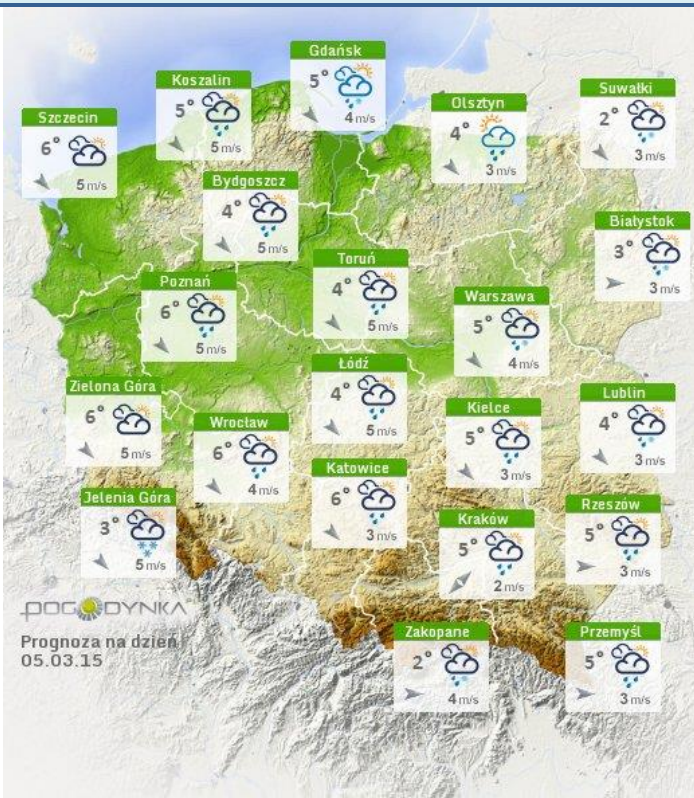 Gdańsk
5°
4 m/s
Koszalin
5°
5 m/s
Suwałki
2°
3 m/s
Olsztyn
4°
3 m/s
Szczecin
6°
5 m/s
Bydgoszcz
4°
5 m/s
Białystok
3°
3 m/s
Toruń
4°
5 m/s
Poznań
6°
5 m/s
Warszawa
5°
4 m/s
Łódź
4°
5 m/s
Zielona Góra
6°
5 m/s
Lublin
4°
3 m/s
Kielce
5°
3 m/s
Wrocław
6°
4 m/s
Katowice
6°
3 m/s
Jelenia Góra
3°
5 m/s
Rzeszów
5°
3 m/s
Kraków
5°
2 m/s
POGODYNKA
Prognoza na dzień
05.03.15
Zakopane
2°
4 m/s
Przemyśl
5°
3 m/s